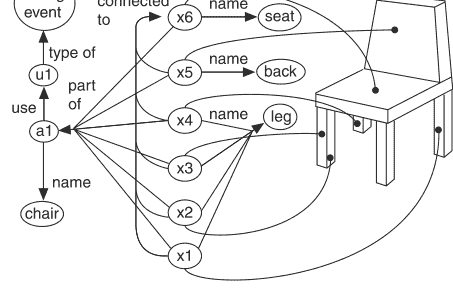 connected
to
event
x6
name
seat
type of
u1
part
of
x5
name
back
use
x4
name
leg
a1
x3
name
x2
chair
x1